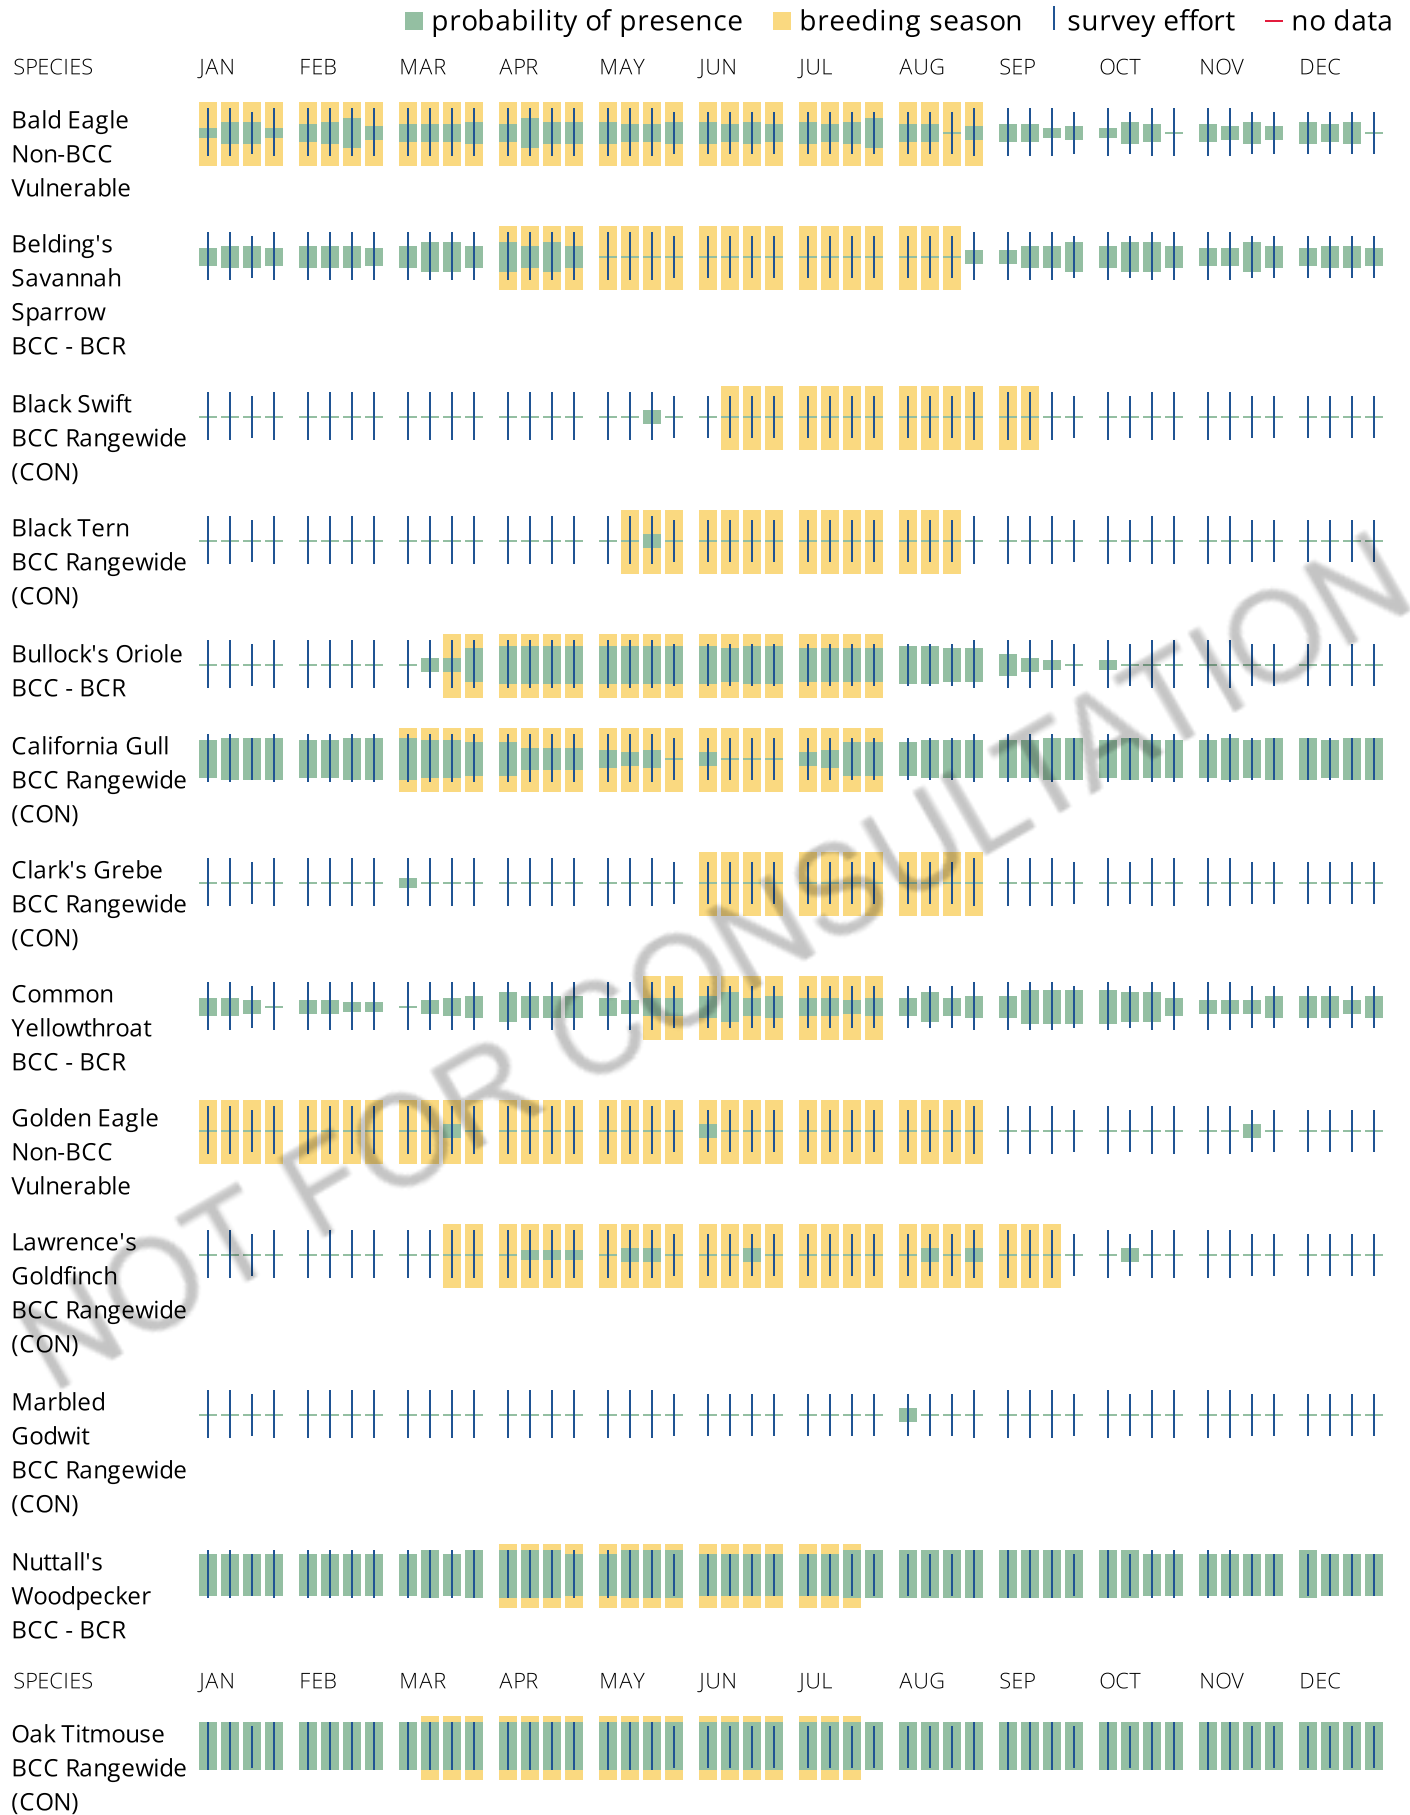 probability of presence breeding season survey effort no data
SPECIES JAN FEB MAR APR MAY JUN JUL AUG SEP OCT NOV DEC
Bald Eagle
Non-BCC
Vulnerable
Belding's
Savannah
Sparrow
BCC - BCR
Black Swift
BCC Rangewide
(CON)
Black Tern
BCC Rangewide
(CON)
Bullock's Oriole
BCC - BCR
California Gull
BCC Rangewide
(CON)
Clark's Grebe
BCC Rangewide
(CON)
Common
Yellowthroat
BCC - BCR
Golden Eagle
Non-BCC
Vulnerable
Lawrence's
Goldfinch
BCC Rangewide
(CON)
Marbled
Godwit
BCC Rangewide
(CON)
Nuttall's
Woodpecker
BCC - BCR
SPECIES JAN FEB MAR APR MAY JUN JUL AUG SEP OCT NOV DEC
Oak Titmouse
BCC Rangewide
(CON)
NOT FOR CONSULTATION